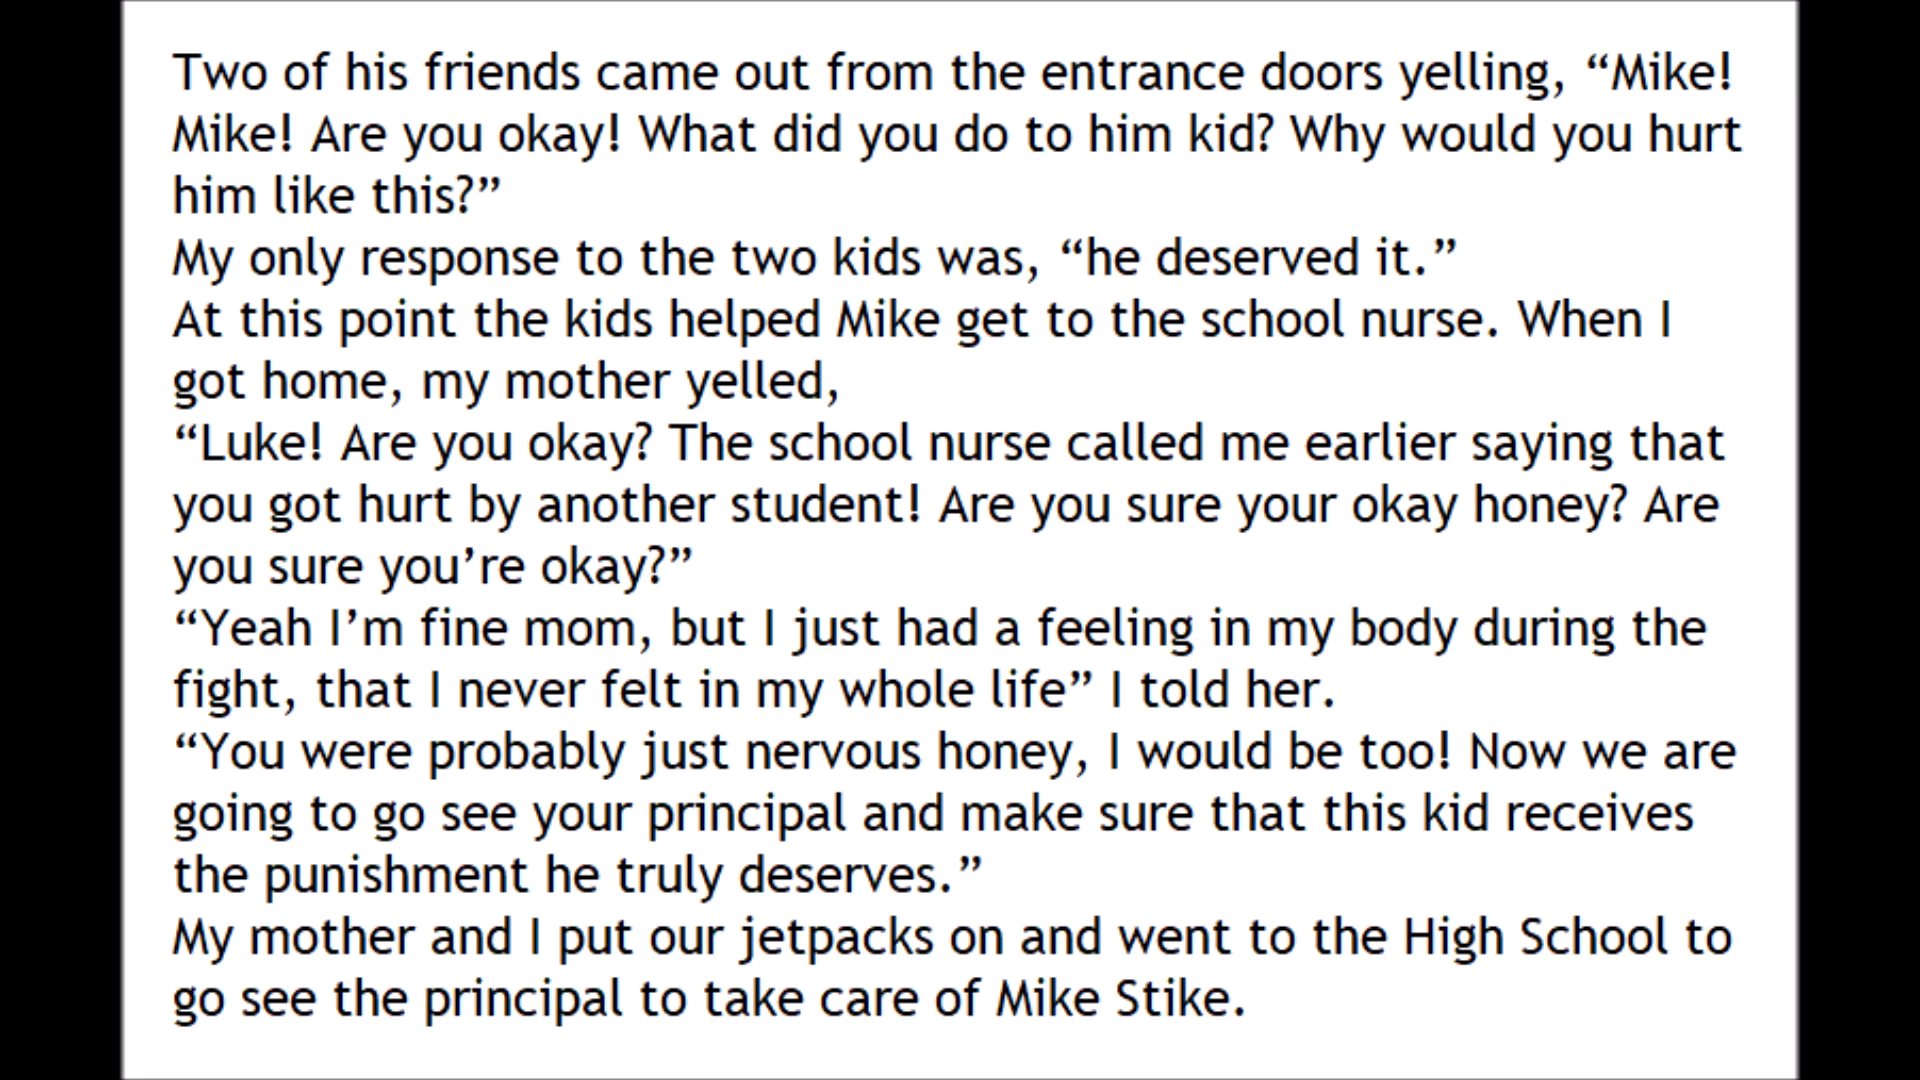 Two of his friends came out from the entrance doors yelling, “Mike!
Mike! Are you okay! What did you do to him kid? Why would you hurt
him like this?”
My only response to the two kids was, “he deserved it.”
At this point the kids helped Mike get to the school nurse. When I
got home, my mother yelled,
“Luke! Are you okay? The school nurse called me earlier saying that
you got hurt by another student! Are you sure your okay honey? Are
you sure you’re okay?”
“Yeah I’m fine mom, but I just had a feeling in my body during the
fight, that I never felt in my whole life” I told her.
“You were probably just nervous honey, I would be too! Now we are
going to go see your principal and make sure that this kid receives
the punishment he truly deserves.”
My mother and I put our jetpacks on and went to the High School to
go see the principal to take care of Mike Stike.